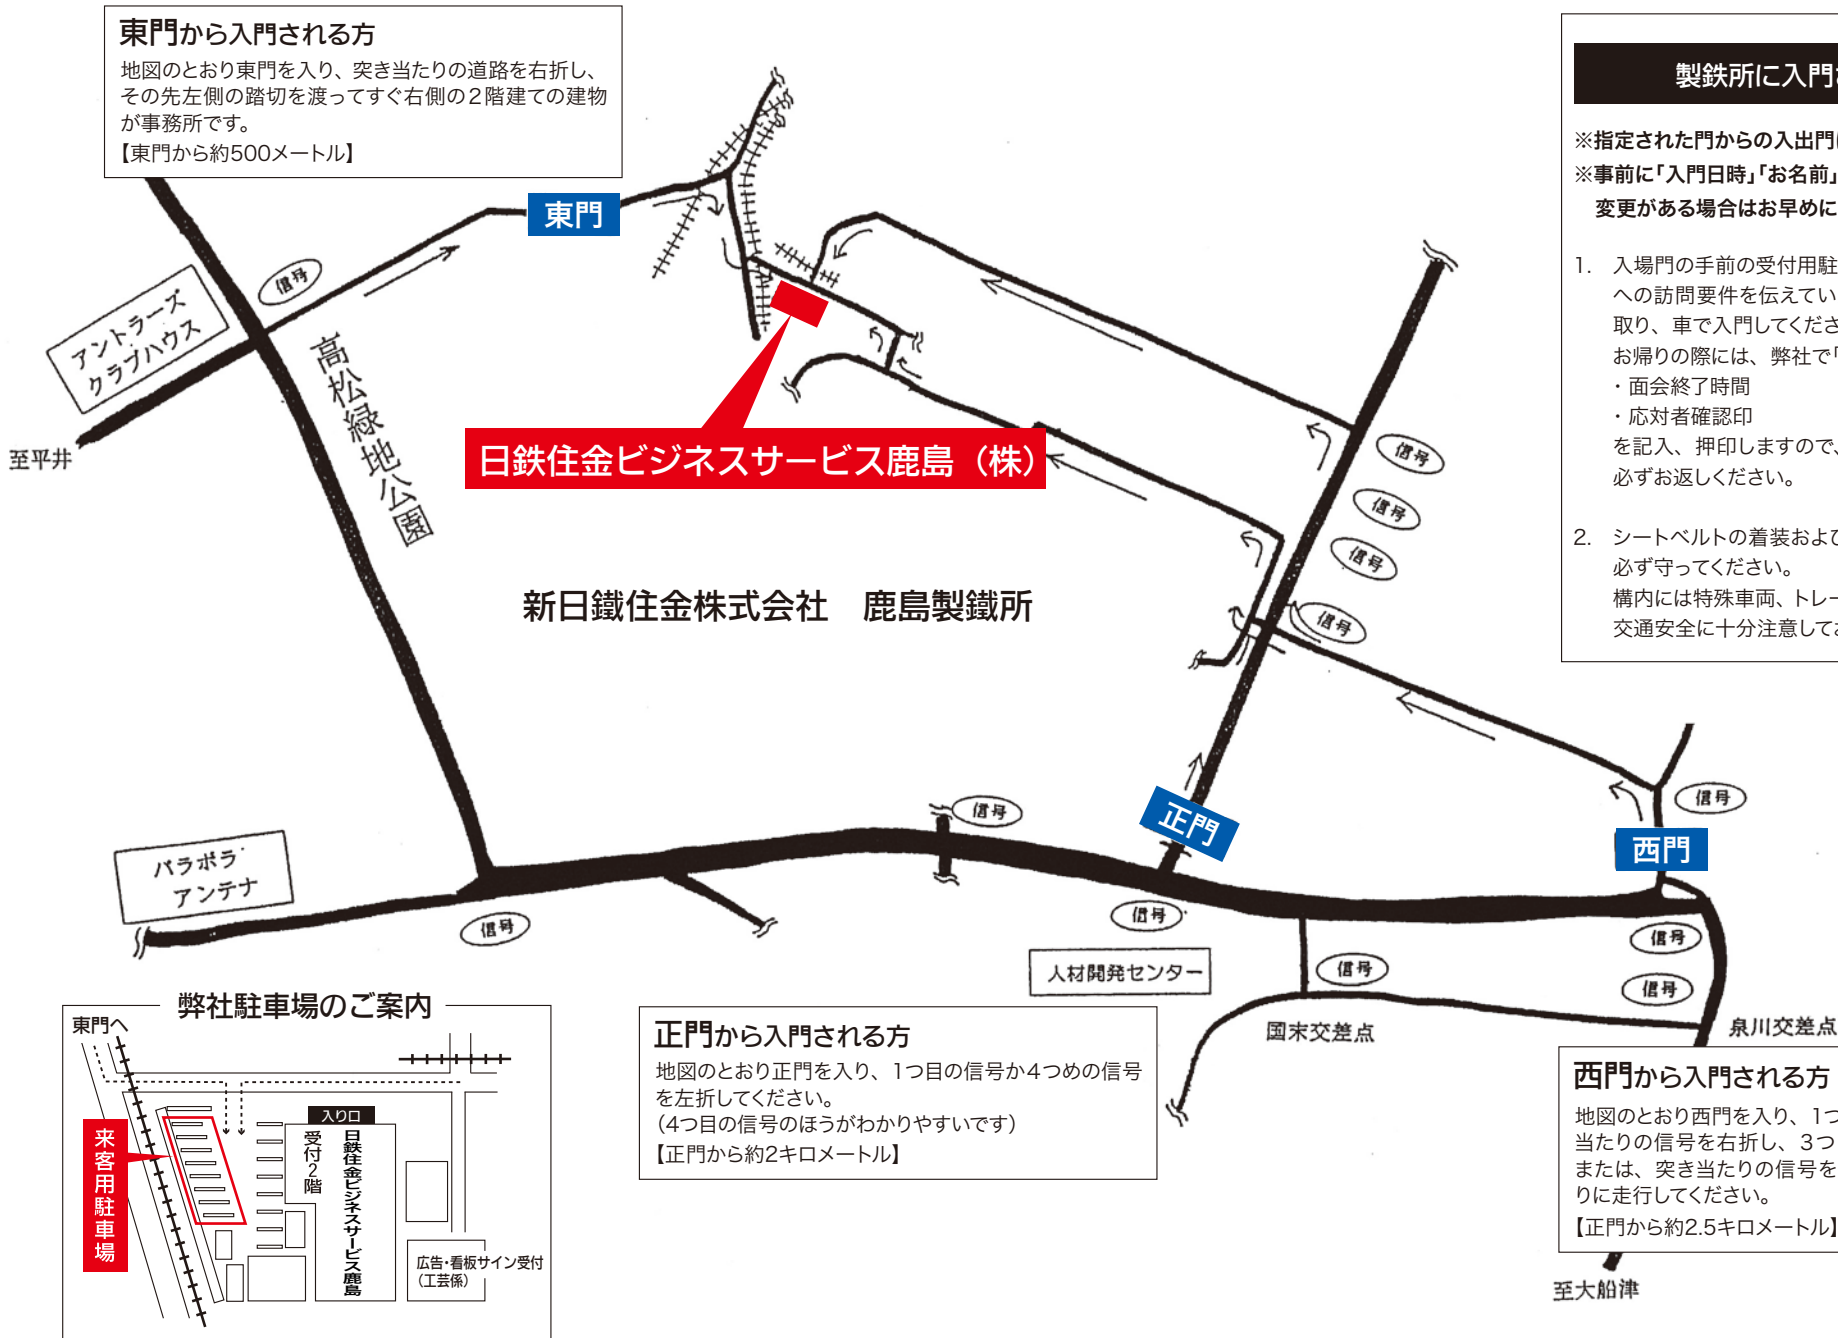 東門から入門される方
地図のとおり東門を入り、突き当たりの道路を右折し、
その先左側の踏切を渡ってすぐ右側の２階建ての建物
が事務所です。
【東門から約500メートル】
製鉄所に入門
※指定された門からの入出門
※事前に｢入門日時｣｢お名前｣
変更がある場合はお早めに
1. 入場門の手前の受付用駐
への訪問要件を伝えてい
取り、車で入門してくださ
お帰りの際には、弊社で｢
・面会終了時間
・応対者確認印
を記入、押印しますので、
必ずお返しください。
2. シートベルトの着装およひ
必ず守ってください。
構内には特殊車両、トレー
交通安全に十分注意してお
東門
信号
アントラーズ
クラブハウス
至平井
高松緑地公園
日鉄住金ビジネスサービス鹿島（株）
信号
信号
信号
信号
新日鐵住金株式会社　鹿島製鐵所
正門
西門
信号
信号
パラボラ
アンテナ
信号
信号
人材開発センター
信号
信号
信号
国末交差点
泉川交差点
至大船津
弊社駐車場のご案内
東門へ
来客用駐車場
入り口
受付2階
日鉄住金ビジネスサービス鹿島
広告・看板サイン受付
（工芸係）
正門から入門される方
地図のとおり正門を入り、1つ目の信号か４つめの信号
を左折してください。
（4つ目の信号のほうがわかりやすいです）
【正門から約2キロメートル】
西門から入門される方
地図のとおり西門を入り、1つ
当たりの信号を右折し、３つ
または、突き当たりの信号を
りに走行してください。
【正門から約2.5キロメートル】